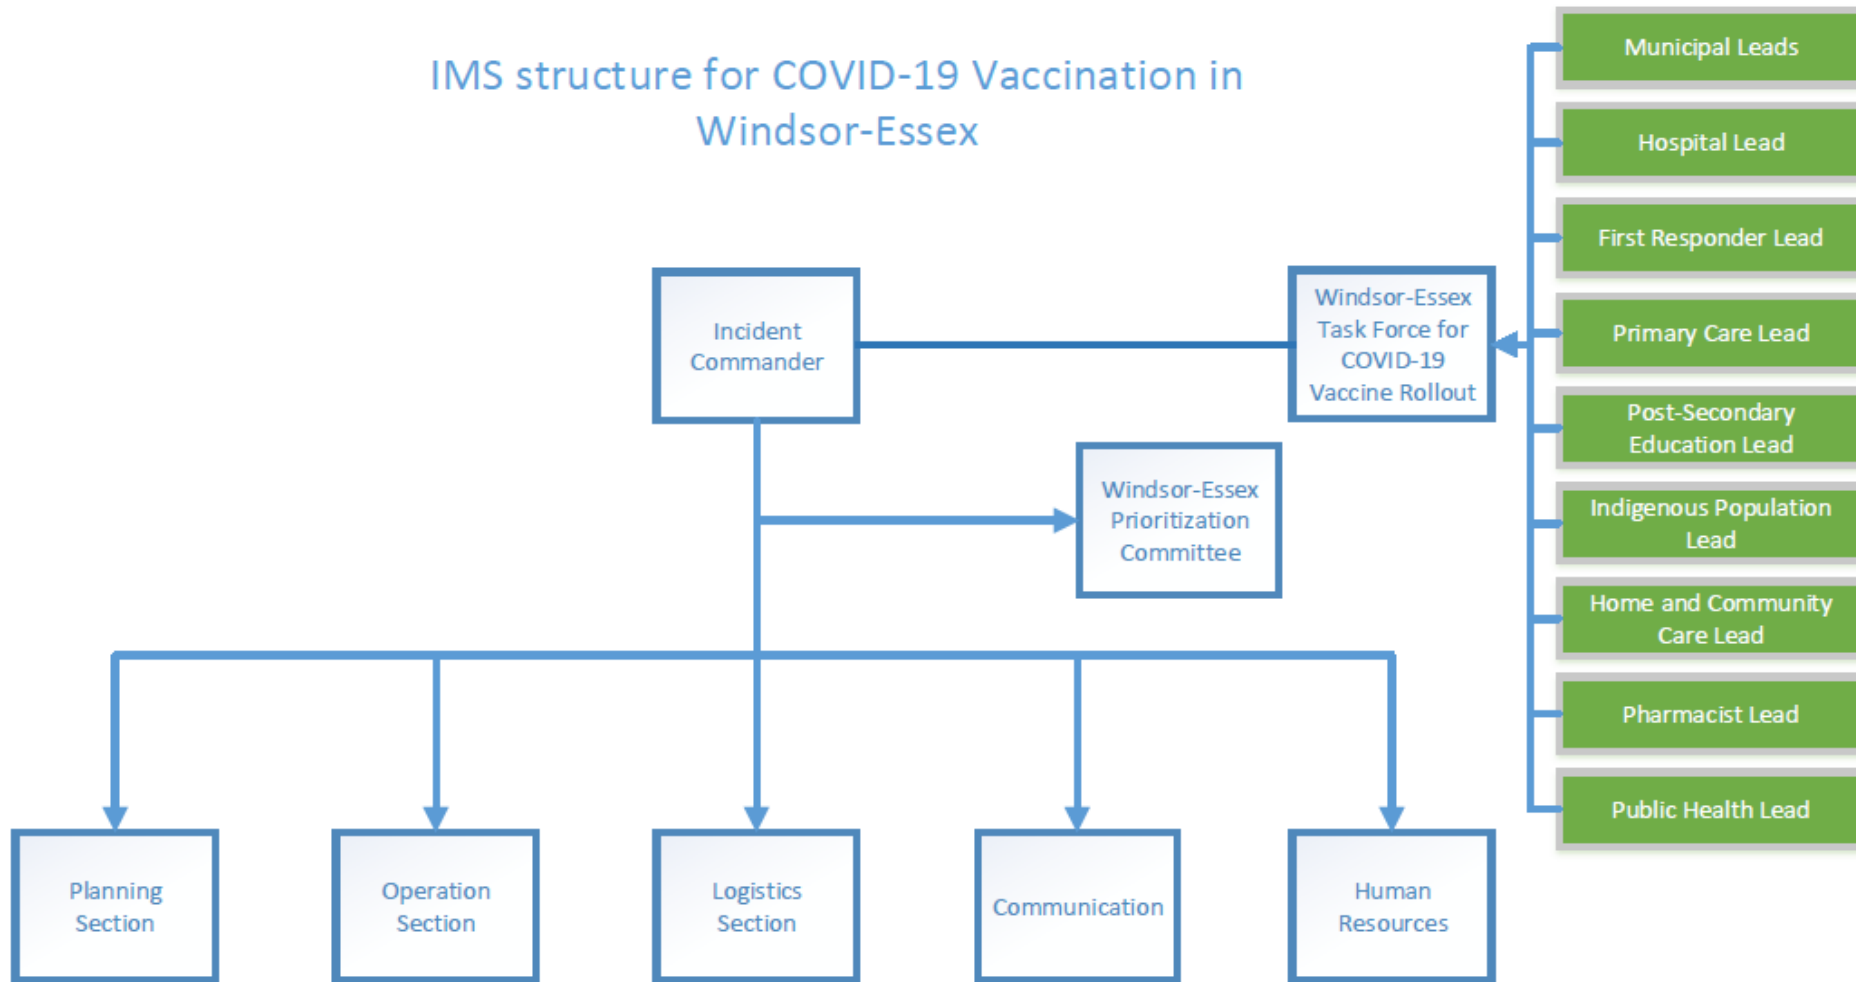 IMS structure for COVID-19 Vaccination in
Windsor-Essex
Municipal Leads
Hospital Lead
First Responder Lead
Primary Care Lead
Post-Secondary
Education Lead
Indigenous Population
Lead
Home and Community
Care Lead
Pharmacist Lead
Public Health Lead
Incident
Commander
Windsor-Essex
Task Force for
COVID-19
Vaccine Rollout
Windsor-Essex
Prioritization
Committee
Planning
Section
Operation
Section
Logistics
Section
Communication
Human
Resources